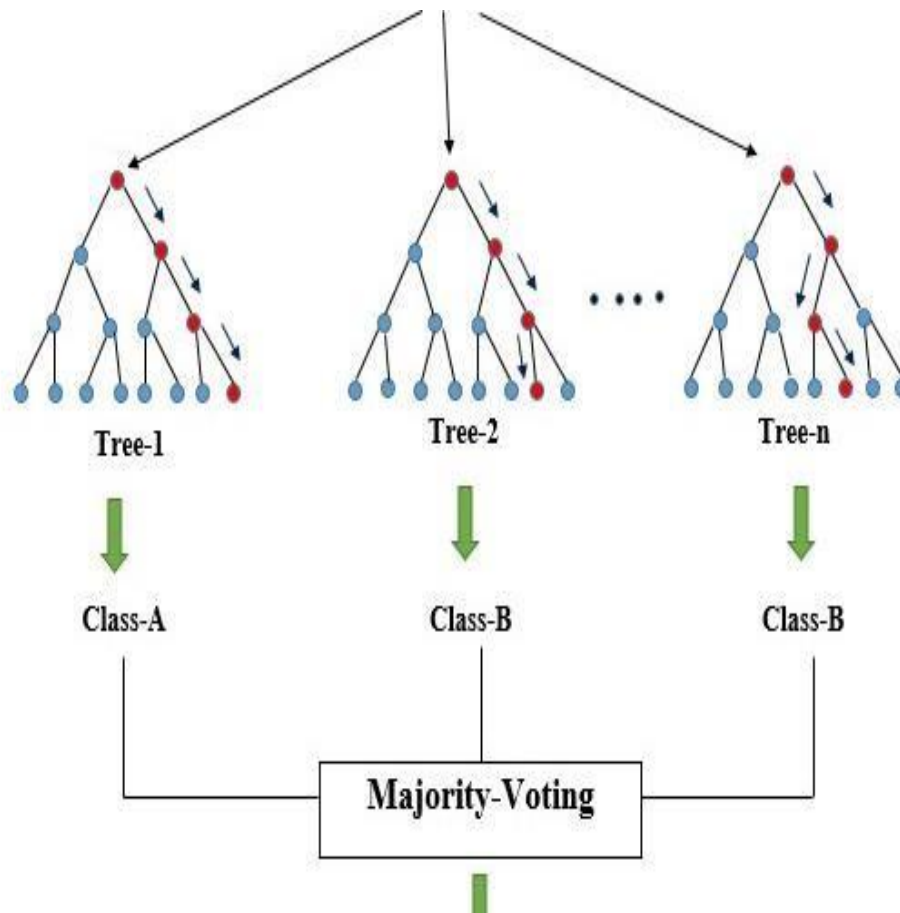 Tree-1
Tree-2
Tree-n
Class-A
Class-B
Class-B
Majority-Voting